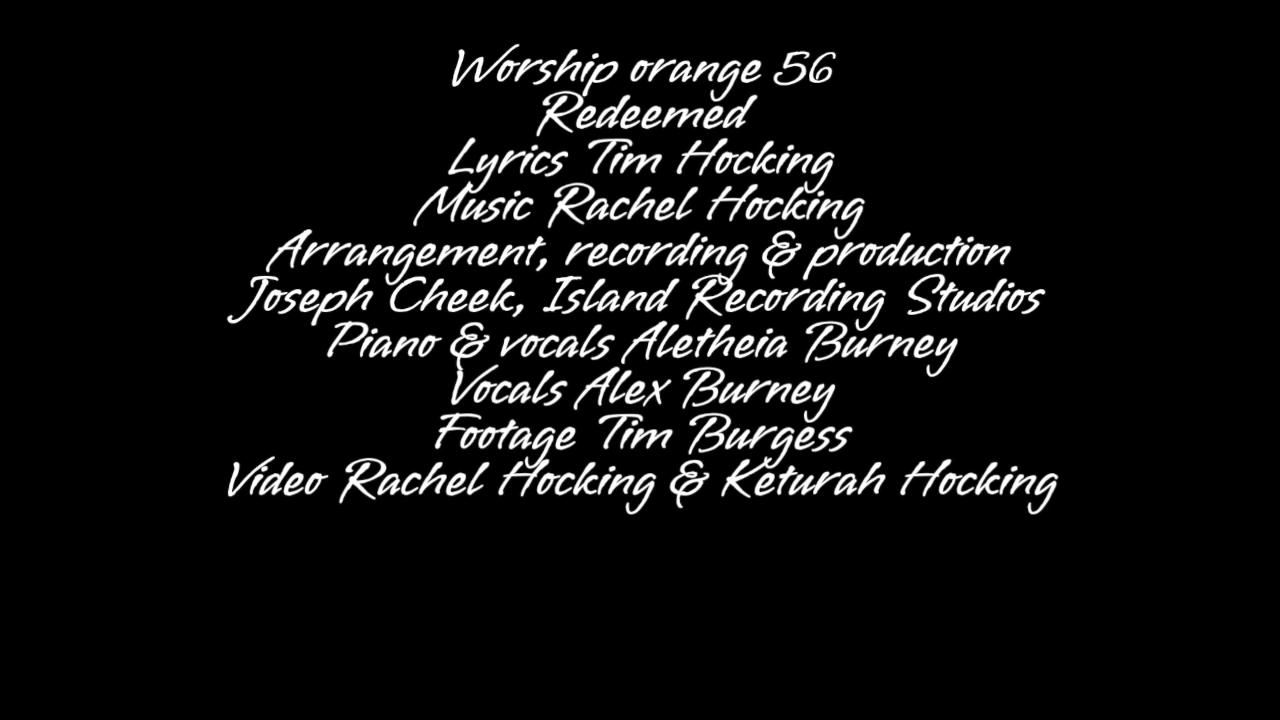 Worship orange 56
Redeemed
Lyrics Tim Hocking
Music Rachel Hocking
Arrangement, recording & production
Joseph Cheek, Island Recording Studios
Piano & vocals Aletheia Burney
Vocals Alex Burney
Footage Tim Burgess
Video Rachel Hocking & Keturah Hocking